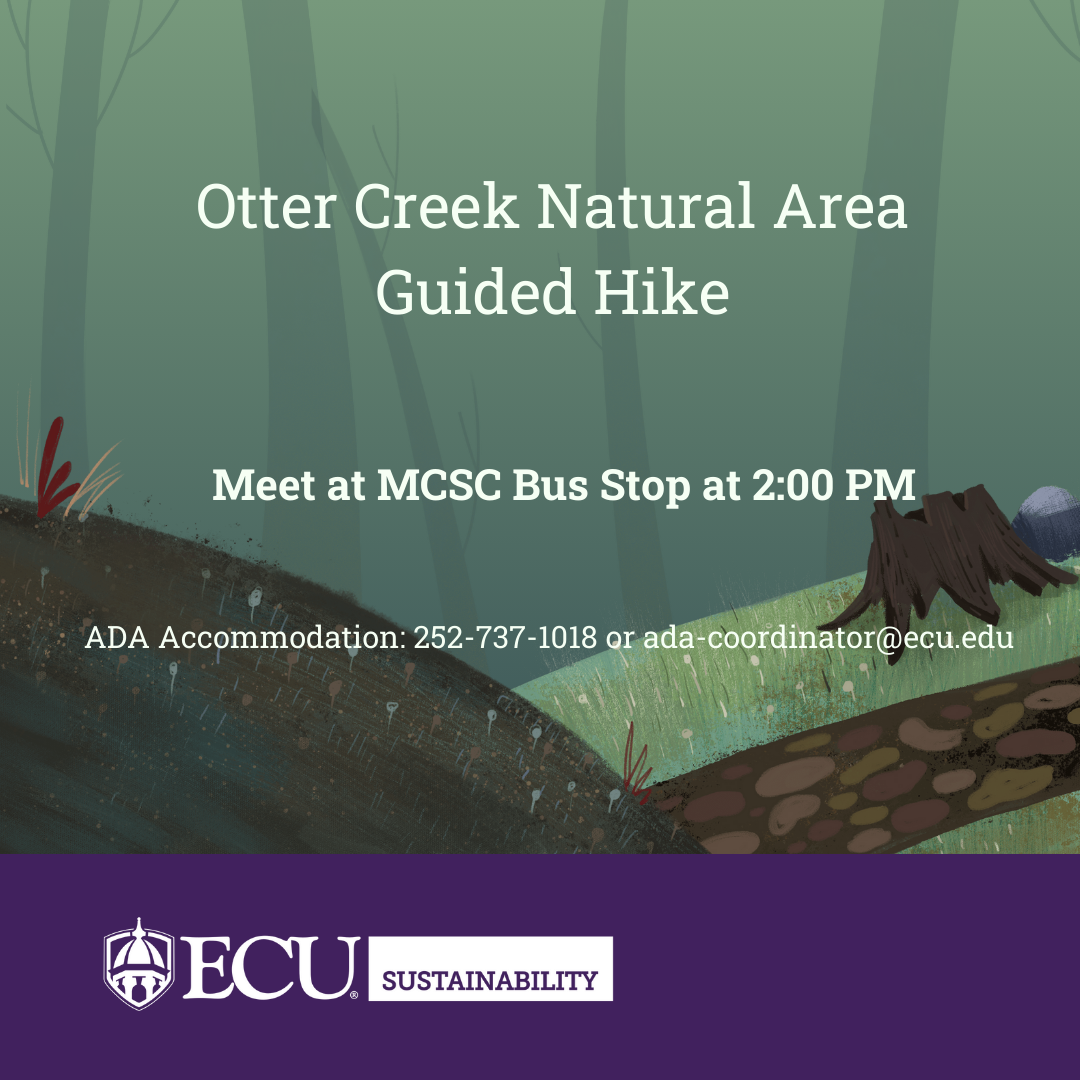 Otter Creek Natural Area
Guided Hike
Meet at MCSC Bus Stop at 2:00 PM
ADA Accommodation: 252-737-1018 or ada-coordinator@ecu.edu
ECU® SUSTAINABILITY